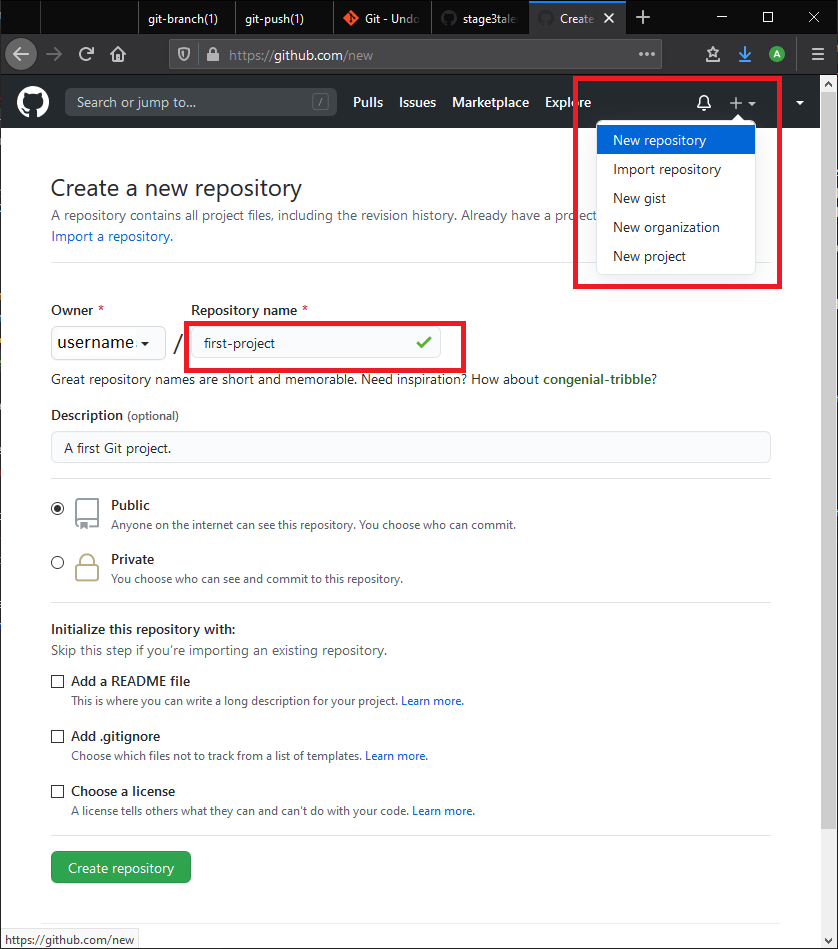 git-branch(1)
git-push(1)
Git - Undo
stage3tale
Create
https://github.com/new
A
Search or jump to...
/
Pulls
Issues
Marketplace
Explore
New repository
Import repository
New gist
New organization
New project
Create a new repository
A repository contains all project files, including the revision history. Already have a project
Import a repository.
Owner *
Repository name *
username
/
first-project
Great repository names are short and memorable. Need inspiration? How about congenial-tribble?
Description (optional)
A first Git project.
Public
Anyone on the internet can see this repository. You choose who can commit.
Private
You choose who can see and commit to this repository.
Initialize this repository with:
Skip this step if you're importing an existing repository.
Add a README file
This is where you can write a long description for your project. Learn more.
Add .gitignore
Choose which files not to track from a list of templates. Learn more.
Choose a license
A license tells others what they can and can't do with your code. Learn more.
Create repository
https://github.com/new